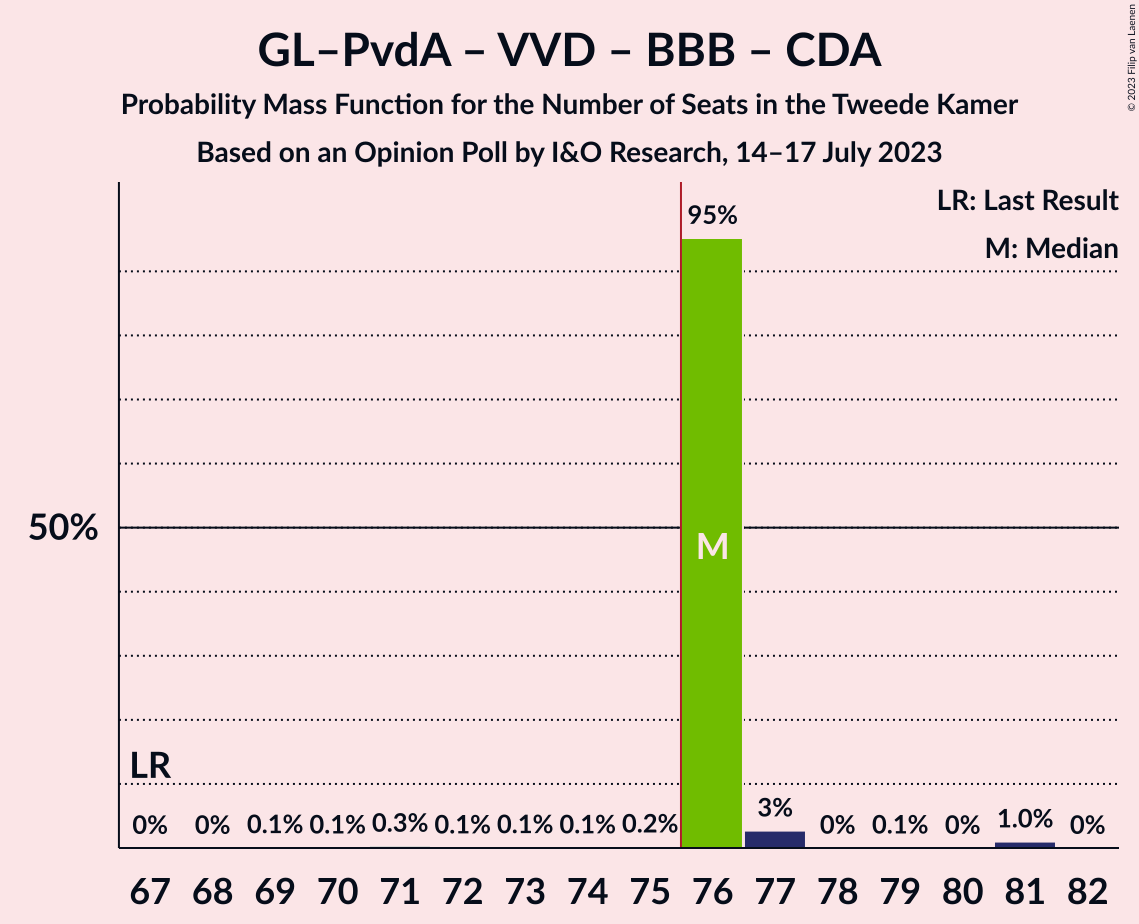 GL–PvdA – VVD – BBB – CDA
Probability Mass Function for the Number of Seats in the Tweede Kamer
Based on an Opinion Poll by I&O Research, 14–17 July 2023
© 2023 Filip van Laenen
LR: Last Result
M: Median
95%
50%
M
LR
0% 0% 0.1% 0.1% 0.3% 0.1% 0.1% 0.1% 0.2% 3% 0% 0.1% 0% 1.0% 0%
67 68 69 70 71 72 73 74 75 76 77 78 79 80 81 82